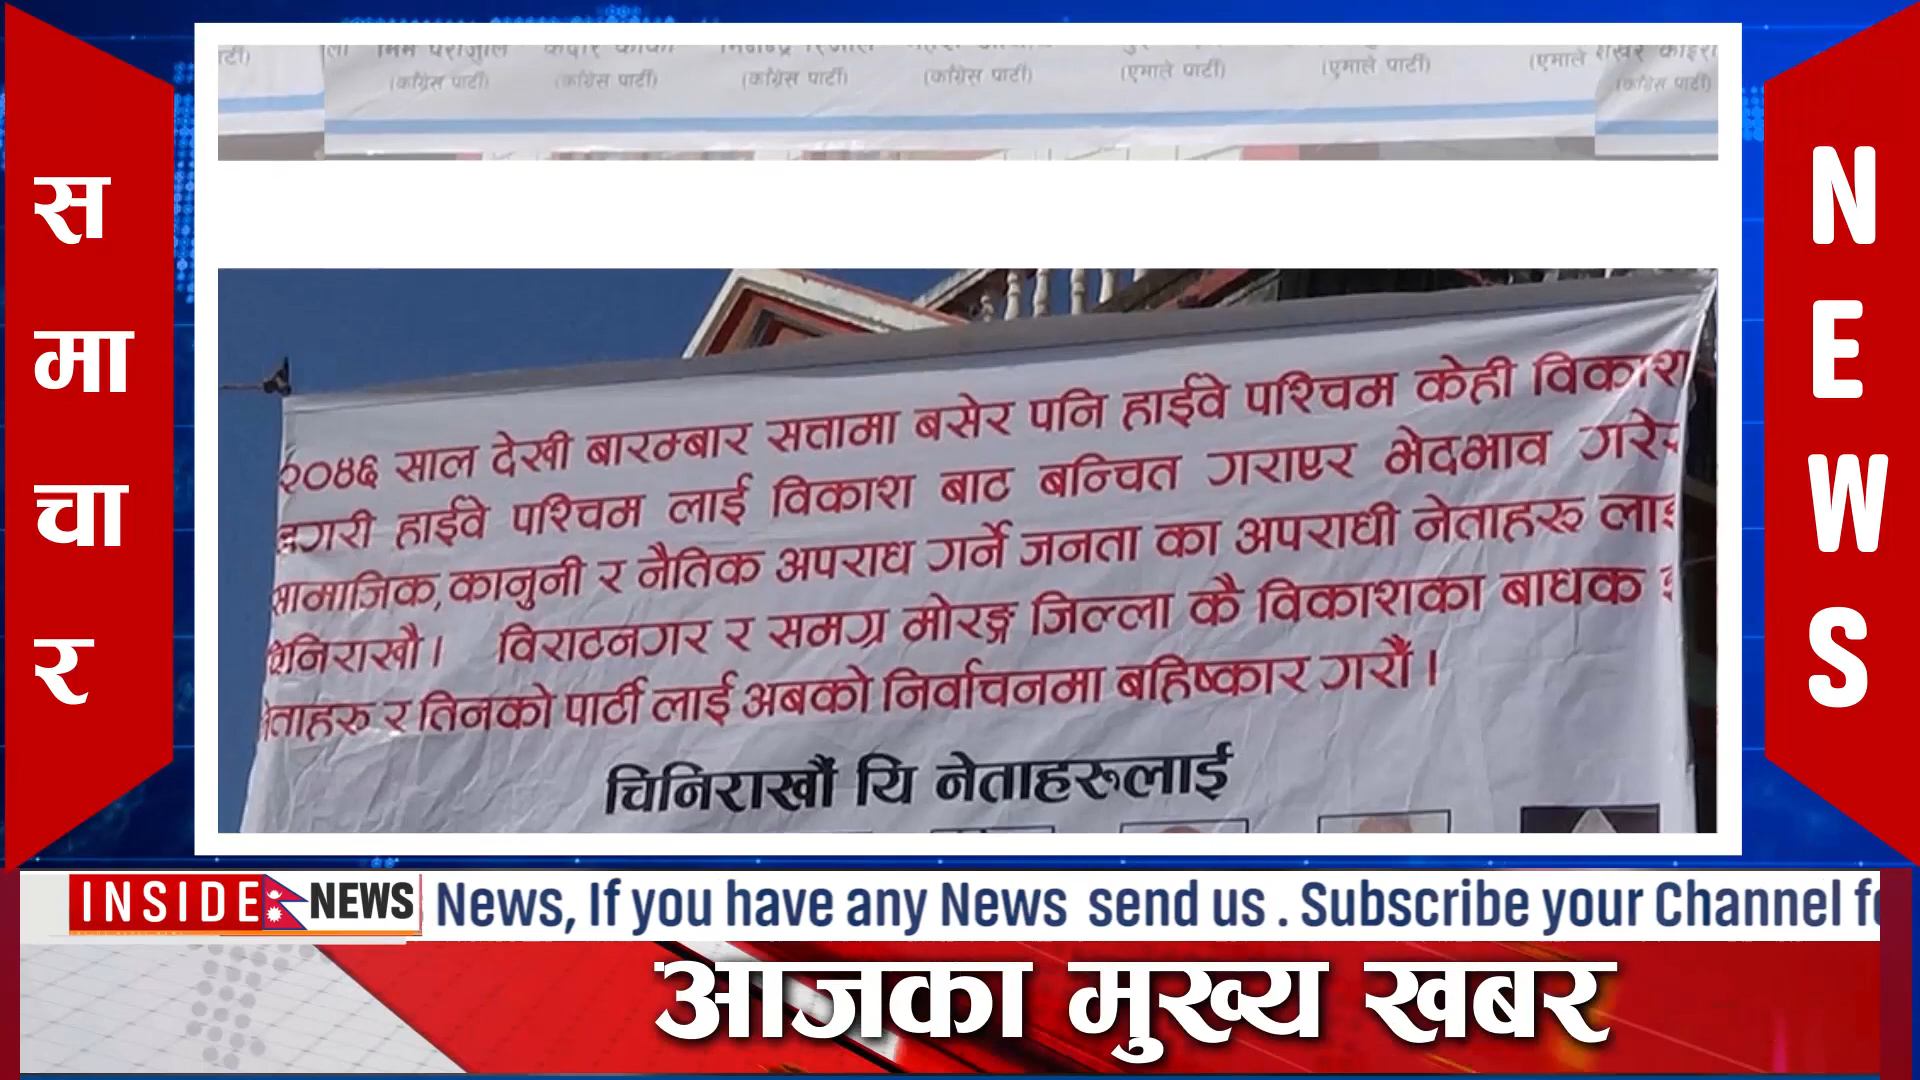 समाचार
NEWS
(काँग्रेस पार्टी) (काँग्रेस पार्टी) (काँग्रेस पार्टी) (काँग्रेस पार्टी) (एमाले पार्टी) (एमाले पार्टी) (एमाले
(काँग्रेस पार्टी)
२०४६ साल देखी बारम्बार सत्तामा बसेर पनि हाईवे पश्चिम केही विकाश
हाईवे पश्चिम लाई विकाश बाट बन्चित गराएर भेदभाव
सामाजिक, कानुनी र नैतिक अपराध गर्ने जनता का अपराधी नेताहरु लाई
चिनिराखौ। विराटनगर र समग्र मोरङ्ग जिल्ला कै विकाशका बाधक
नेताहरु र तिनको पार्टी लाई अबको निर्वाचनमा बहिष्कार गरौं ।
चिनिराखौं यि नेताहरुलाई
INSIDE NEWS
News, If you have any News send us . Subscribe your Channel
आजका मुख्य खबर